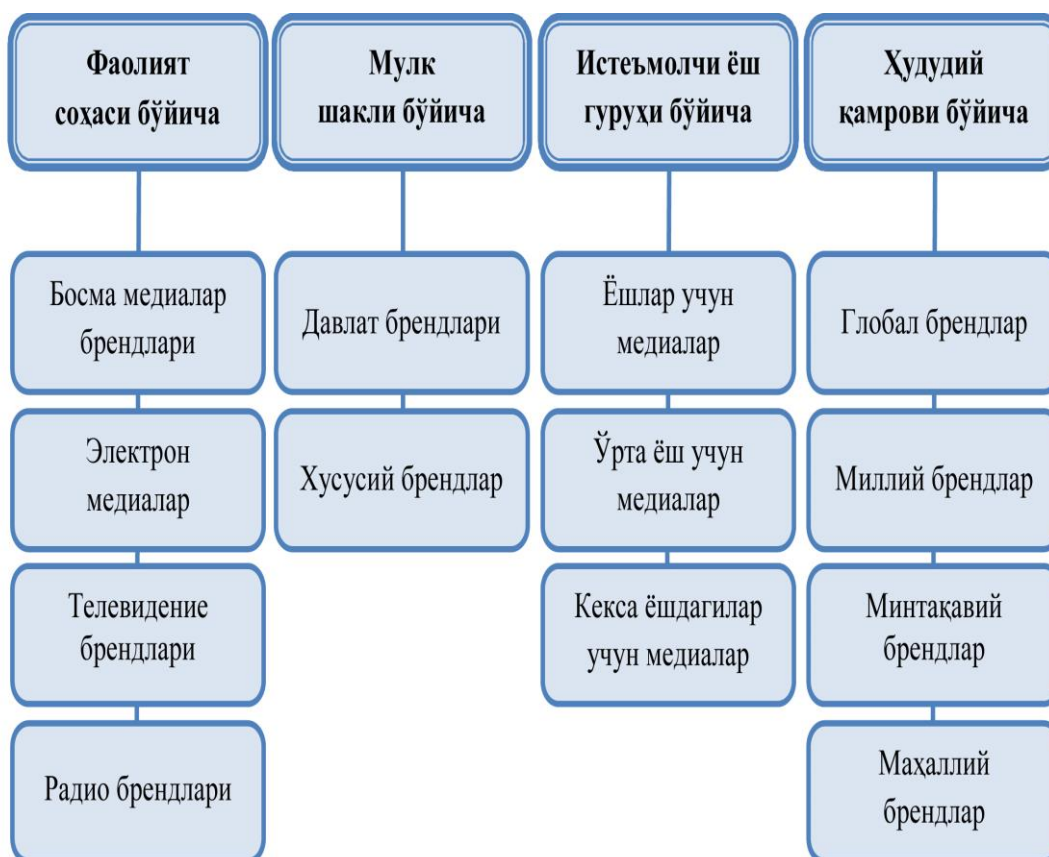 Фаолият
соҳаси бўйича
Босма медиалар
брендлари
Электрон
медиалар
Телевидение
брендлари
Радио брендлари
Мулк
шакли бўйича
Давлат брендлари
Хусусий брендлар
Истеъмолчи ёш
гуруҳи бўйича
Ёшлар учун
медиалар
Ўрта ёш учун
медиалар
Кекса ёшдагилар
учун медиалар
Ҳудудий
қамрови бўйича
Глобал брендлар
Миллий брендлар
Минтақавий
брендлар
Маҳаллий
брендлар